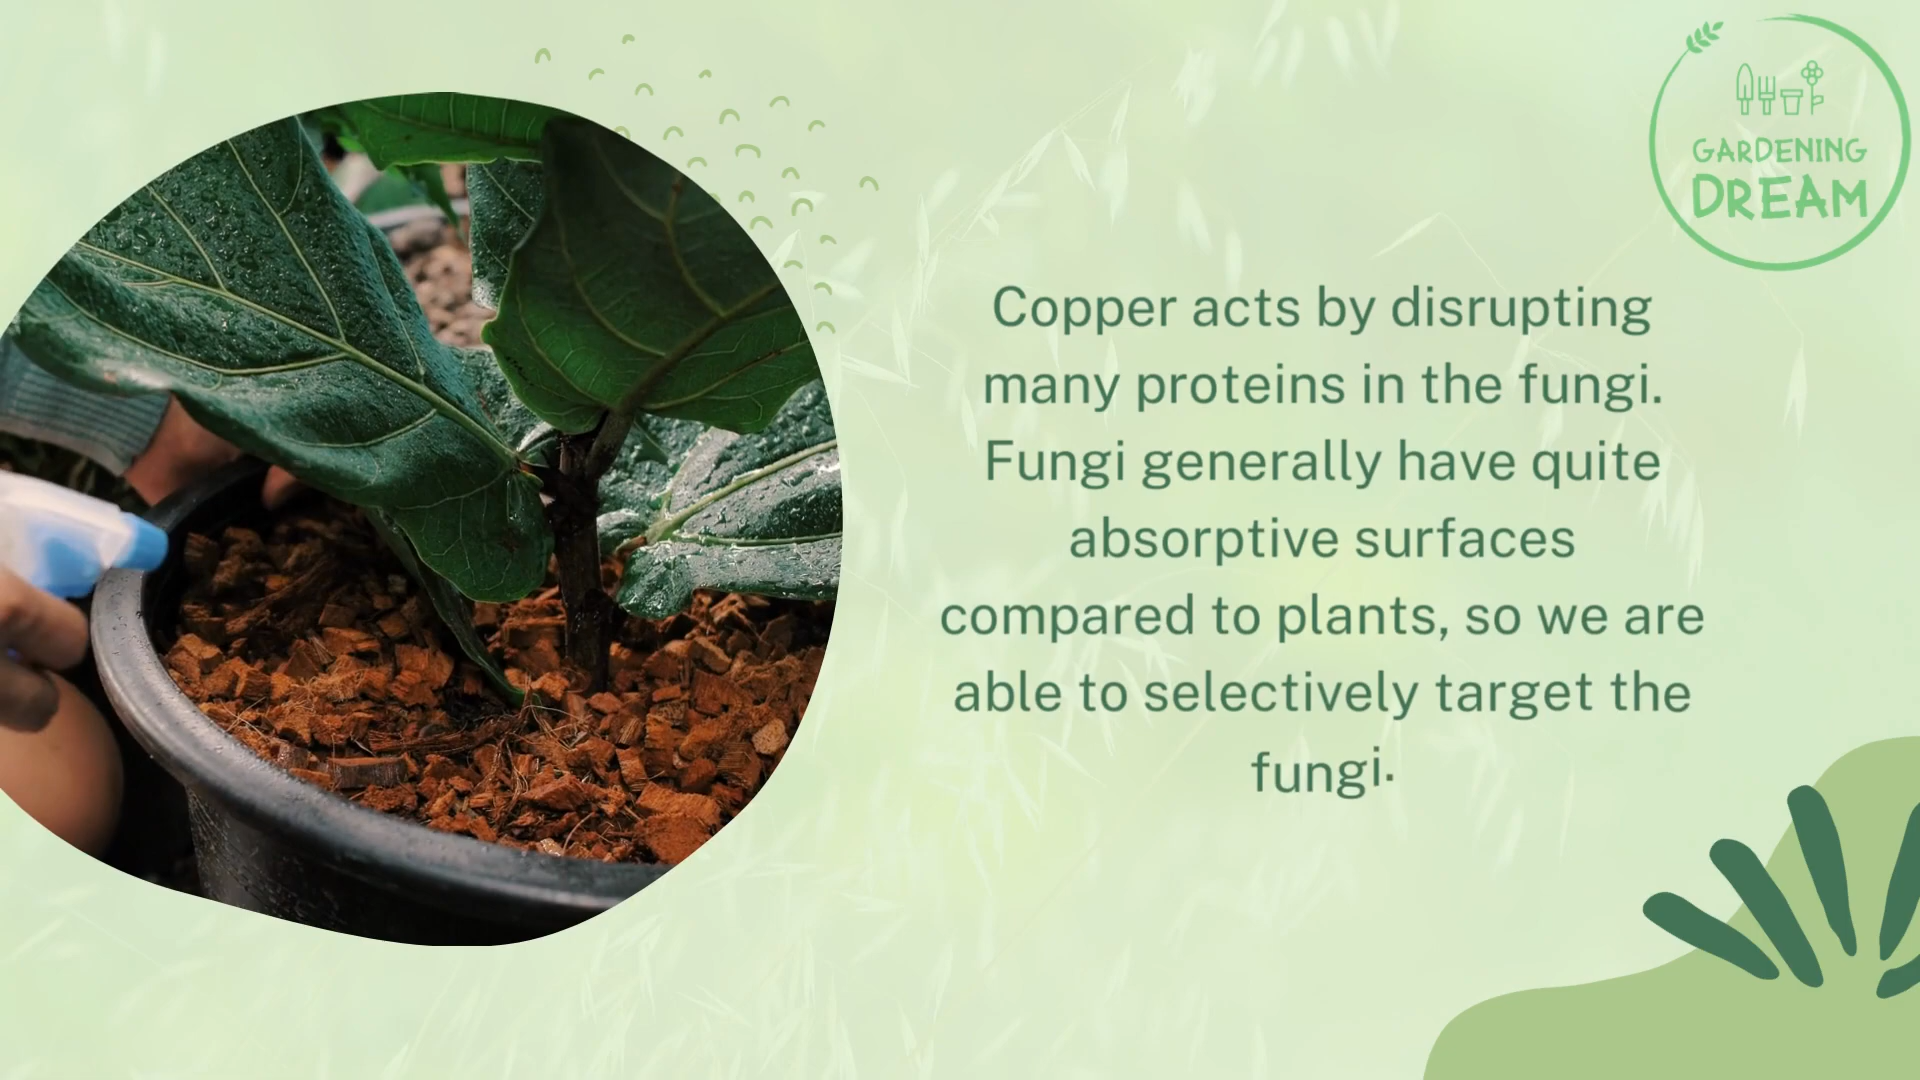 GARDENING
DREAM
Copper acts by disrupting
many proteins in the fungi.
Fungi generally have quite
absorptive surfaces
compared to plants, so we are
able to selectively target the
fungi.